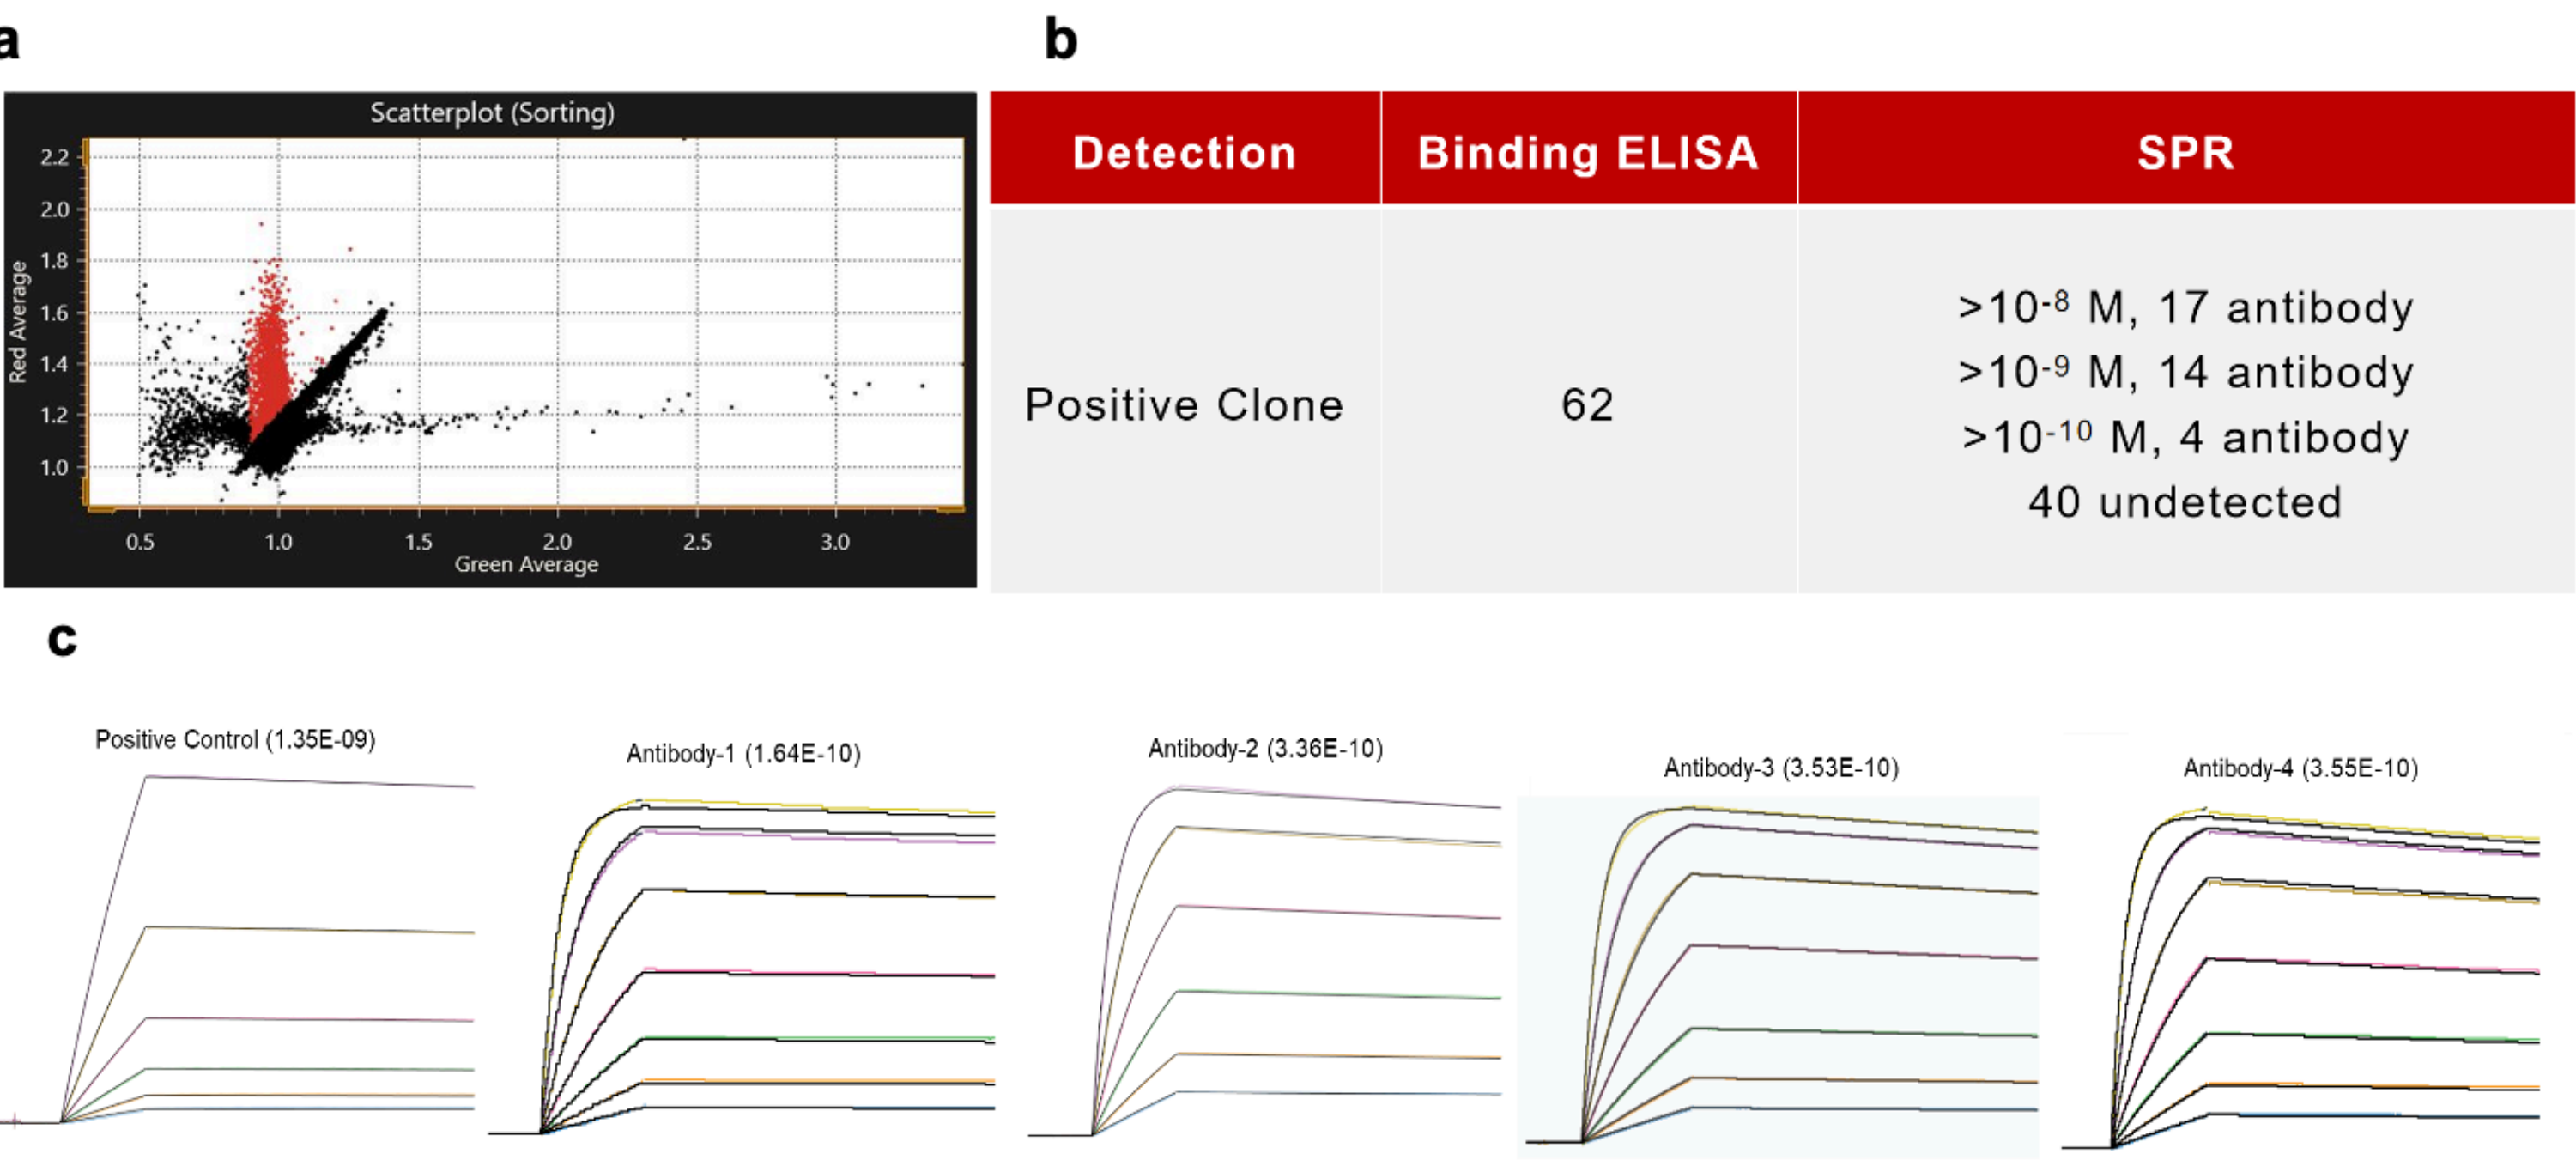 a
b
Scatterplot (Sorting)
2.2
2.0
1.8
1.6
1.4
1.2
1.0
Red Average
0.5 1.0 1.5 2.0 2.5 3.0
Green Average
Detection Binding ELISA SPR
Positive Clone 62
>10⁻⁸ M, 17 antibody
>10⁻⁹ M, 14 antibody
>10⁻¹⁰ M, 4 antibody
40 undetected
c
Positive Control (1.35E-09)
Antibody-1 (1.64E-10)
Antibody-2 (3.36E-10)
Antibody-3 (3.53E-10)
Antibody-4 (3.55E-10)